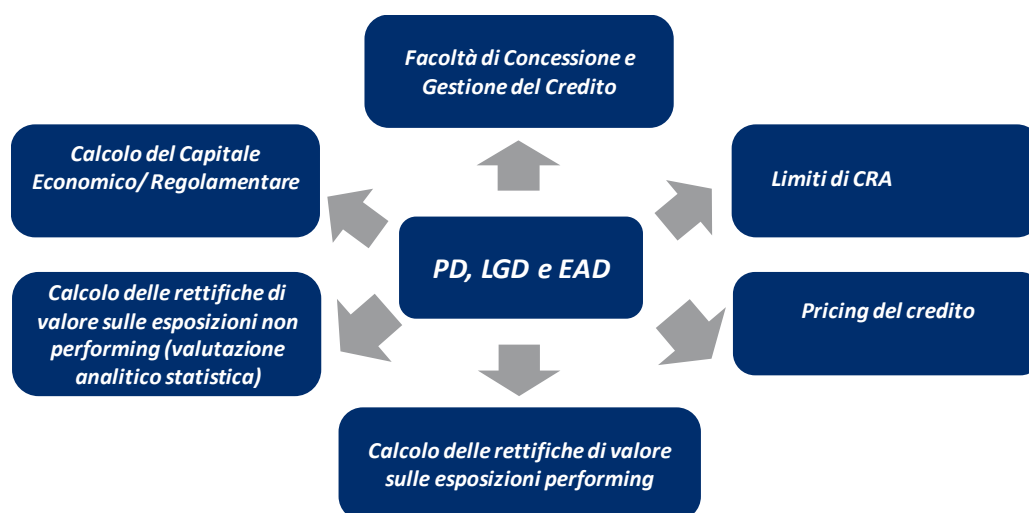 Facoltà di Concessione e
Gestione del Credito
Calcolo del Capitale
Economico/ Regolamentare
Limiti di CRA
PD, LGD e EAD
Calcolo delle rettifiche di
valore sulle esposizioni non
performing (valutazione
analitico statistica)
Pricing del credito
Calcolo delle rettifiche di valore
sulle esposizioni performing